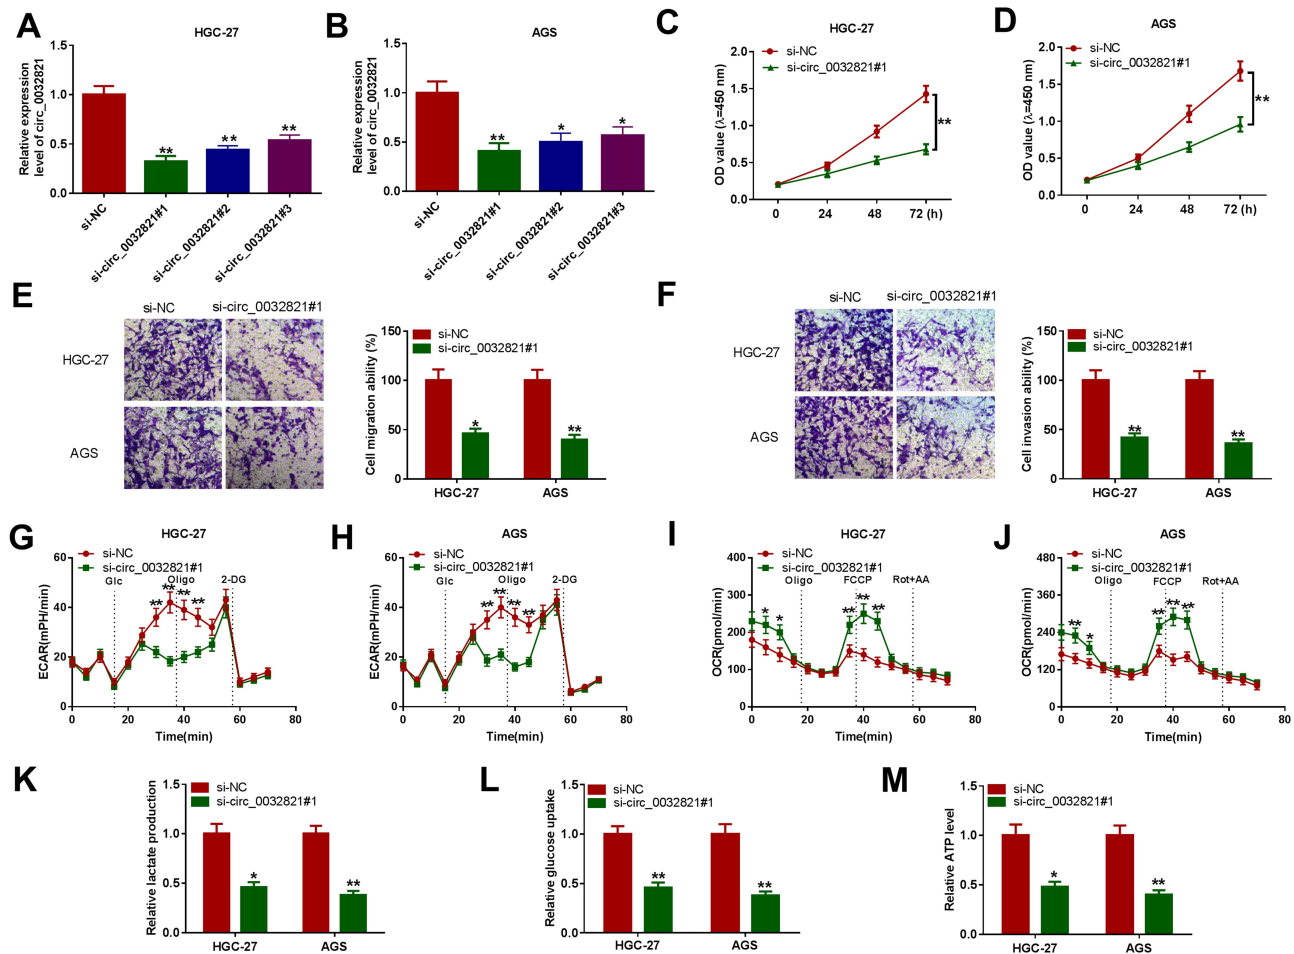 A
HGC-27
Relative expression
level of circ_0032821
1.5
1.0
0.5
0.0
**
**
**
si-NC
si-circ_0032821#1
si-circ_0032821#2
si-circ_0032821#3
B
AGS
Relative expression
level of circ_0032821
1.5
1.0
0.5
0.0
**
*
*
si-NC
si-circ_0032821#1
si-circ_0032821#2
si-circ_0032821#3
C
HGC-27
si-NC
si-circ_0032821#1
OD value (λ=450 nm)
2.0
1.5
1.0
0.5
0.0
**
0 24 48 72 (h)
D
AGS
si-NC
si-circ_0032821#1
OD value (λ=450 nm)
2.0
1.5
1.0
0.5
0.0
**
0 24 48 72 (h)
E
si-NC si-circ_0032821#1
HGC-27
AGS
Cell migration ability (%)
150
100
50
0
si-NC
si-circ_0032821#1
*
**
HGC-27 AGS
F
si-NC si-circ_0032821#1
HGC-27
AGS
Cell invasion ability (%)
150
100
50
0
si-NC
si-circ_0032821#1
**
**
HGC-27 AGS
G
HGC-27
si-NC
si-circ_0032821#1
Glc Oligo 2-DG
** ** ** **
ECAR(mPH/min)
60
40
20
0
0 20 40 60 80
Time(min)
H
AGS
si-NC
si-circ_0032821#1
Glc Oligo 2-DG
** ** ** **
ECAR(mPH/min)
60
40
20
0
0 20 40 60 80
Time(min)
I
HGC-27
si-NC
si-circ_0032821#1
Oligo FCCP Rot+AA
* * ** ** **
OCR(pmol/min)
400
300
200
100
0
0 20 40 60 80
Time(min)
J
AGS
si-NC
si-circ_0032821#1
Oligo FCCP Rot+AA
** * ** ** **
OCR(pmol/min)
480
360
240
120
0
0 20 40 60 80
Time(min)
K
si-NC
si-circ_0032821#1
Relative lactate production
1.5
1.0
0.5
0.0
*
**
HGC-27 AGS
L
si-NC
si-circ_0032821#1
Relative glucose uptake
1.5
1.0
0.5
0.0
**
**
HGC-27 AGS
M
si-NC
si-circ_0032821#1
Relative ATP level
1.5
1.0
0.5
0.0
*
**
HGC-27 AGS